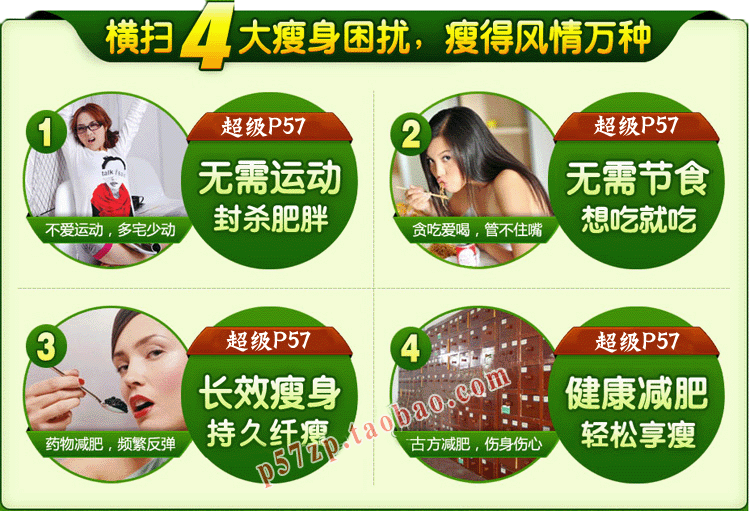 横扫4大瘦身困扰，瘦得风情万种
1
超级P57
无需运动
封杀肥胖
不爱运动，多宅少动
2
超级P57
无需节食
想吃就吃
贪吃爱喝，管不住嘴
3
超级P57
长效瘦身
持久纤瘦
药物减肥，频繁反弹
4
超级P57
健康减肥
轻松享瘦
古方减肥，伤身伤心
p57zp.taobao.com